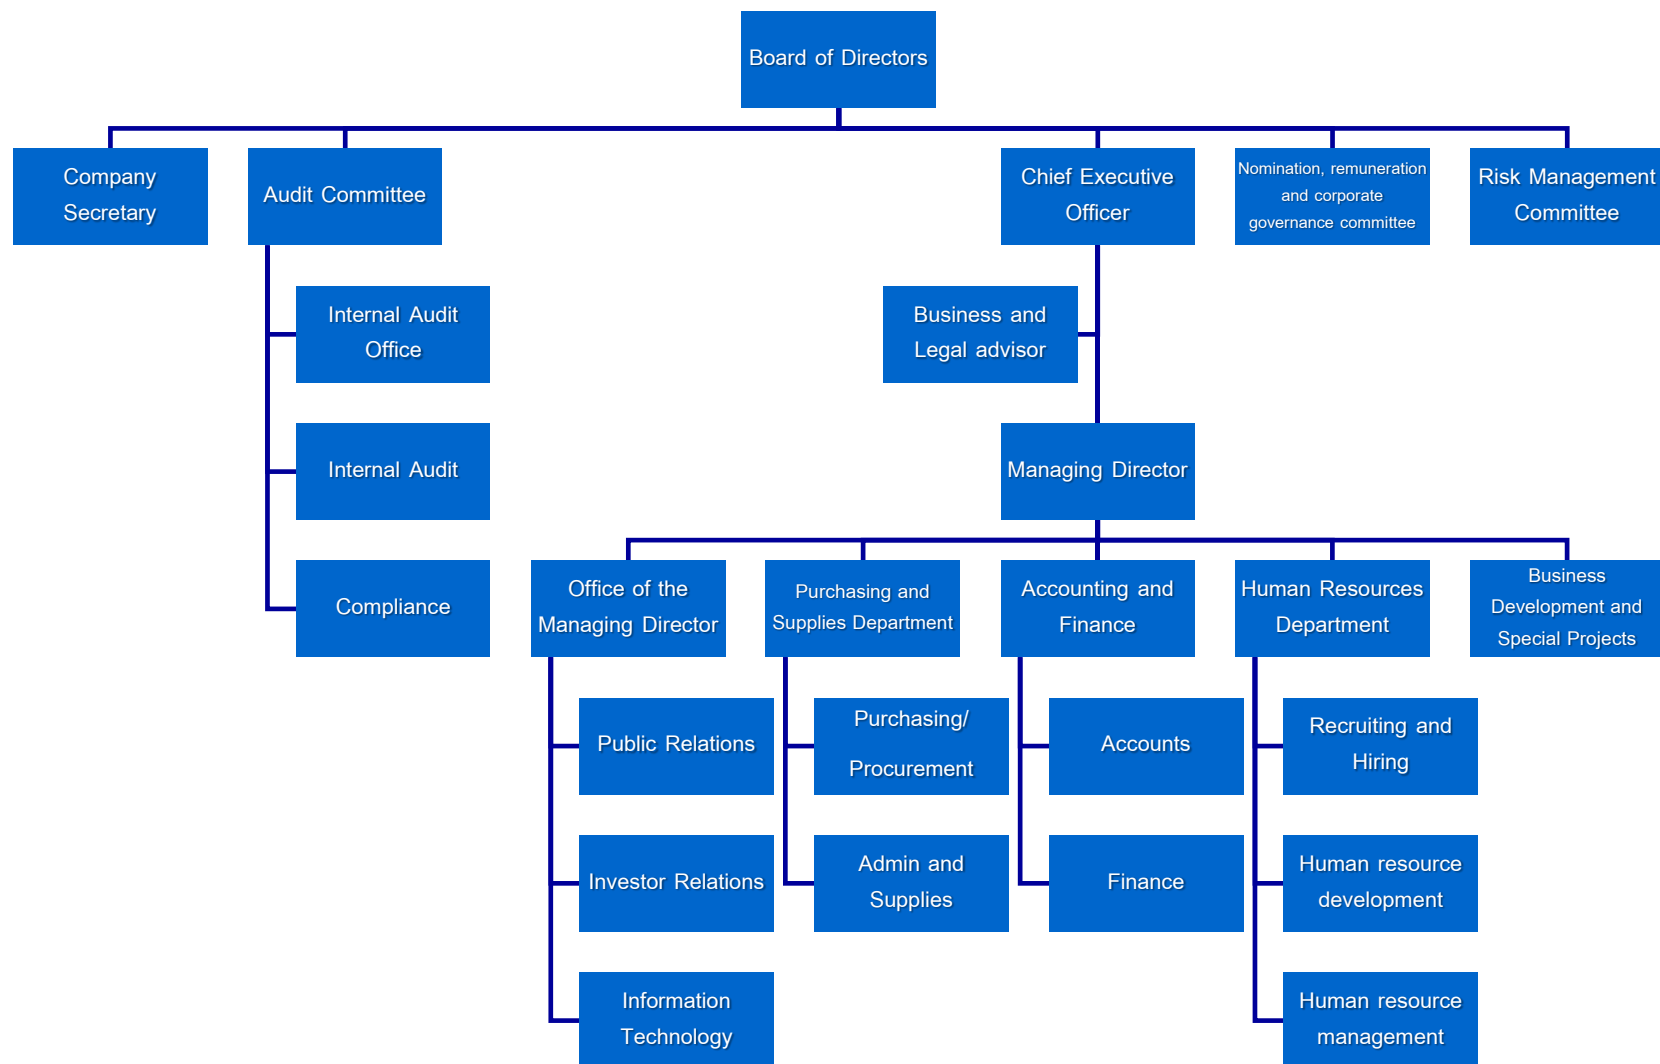 Board of Directors
Company
Secretary
Audit Committee
Chief Executive
Officer
Nomination, remuneration
and corporate
governance committee
Risk Management
Committee
Internal Audit
Office
Business and
Legal advisor
Internal Audit
Managing Director
Compliance
Office of the
Managing Director
Purchasing and
Supplies Department
Accounting and
Finance
Human Resources
Department
Business
Development and
Special Projects
Public Relations
Purchasing/
Procurement
Accounts
Recruiting and
Hiring
Investor Relations
Admin and
Supplies
Finance
Human resource
development
Information
Technology
Human resource
management